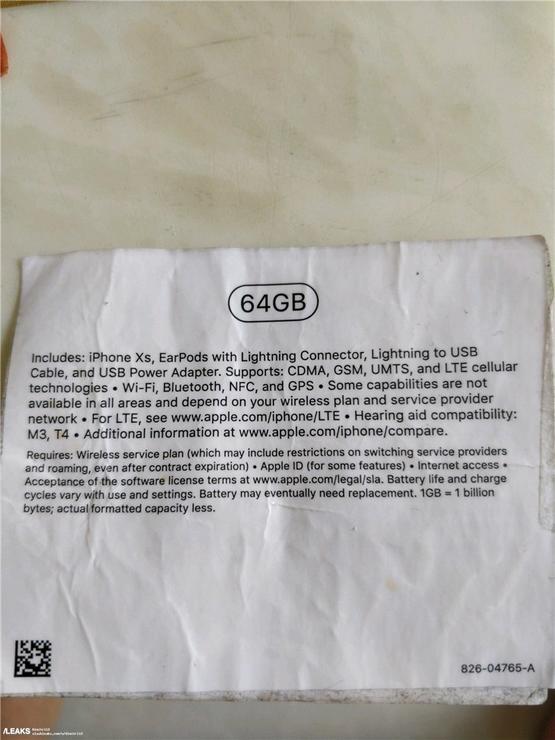 64GB
Includes: iPhone Xs, EarPods with Lightning Connector, Lightning to USB
Cable, and USB Power Adapter. Supports: CDMA, GSM, UMTS, and LTE cellular
technologies • Wi-Fi, Bluetooth, NFC, and GPS • Some capabilities are not
available in all areas and depend on your wireless plan and service provider
network • For LTE, see www.apple.com/iphone/LTE • Hearing aid compatibility:
M3, T4 • Additional information at www.apple.com/iphone/compare.
Requires: Wireless service plan (which may include restrictions on switching service providers
and roaming, even after contract expiration) • Apple ID (for some features) • Internet access •
Acceptance of the software license terms at www.apple.com/legal/sla. Battery life and charge
cycles vary with use and settings. Battery may eventually need replacement. 1GB = 1 billion
bytes; actual formatted capacity less.
826-04765-A
/LEAKS